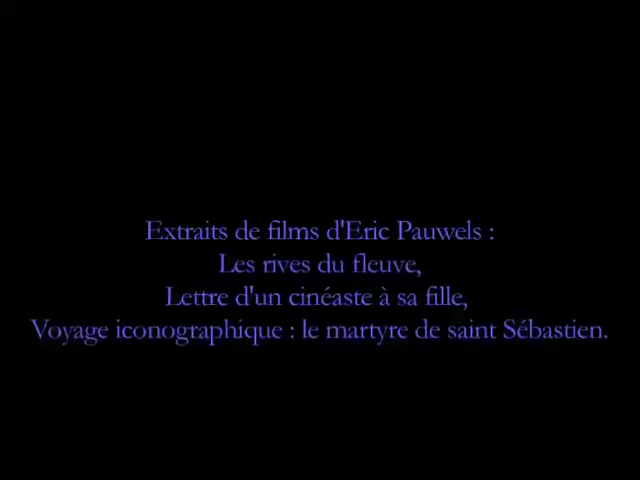 Extraits de films d'Eric Pauwels :
Les rives du fleuve,
Lettre d'un cinéaste à sa fille,
Voyage iconographique : le martyre de saint Sébastien.